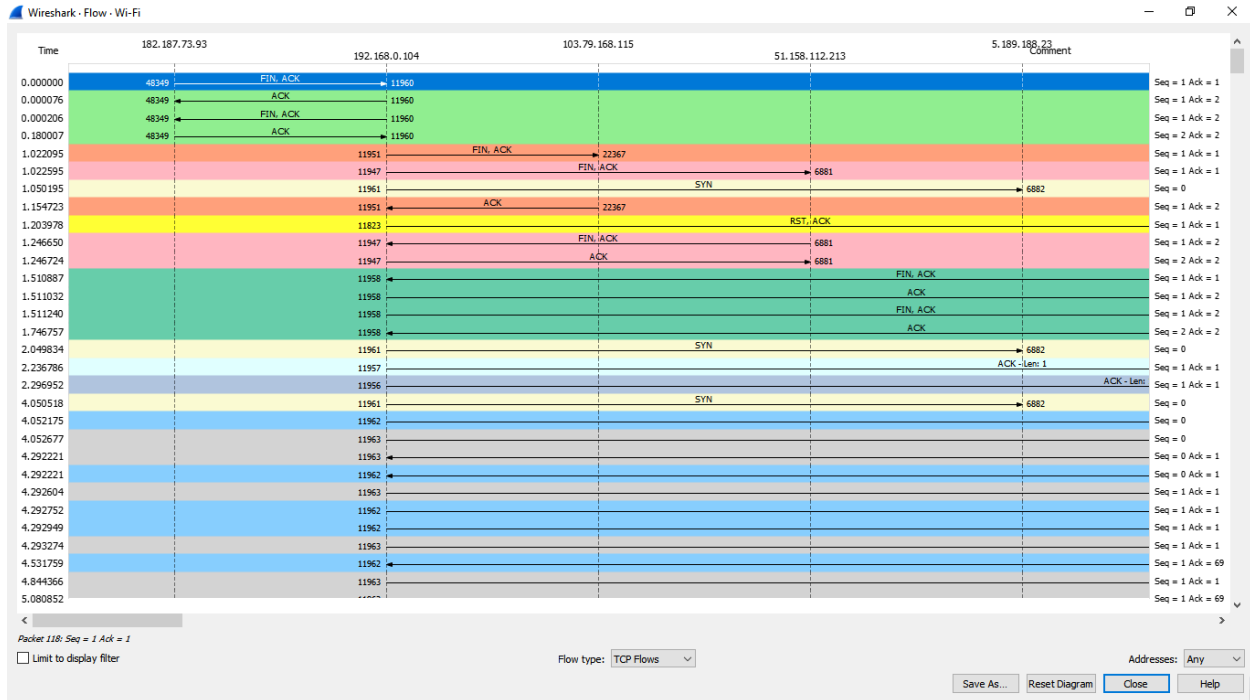 Wireshark · Flow · Wi-Fi
Time 182.187.73.93 192.168.0.104 103.79.168.115 51.158.112.213 5.189.188.23 Comment
0.000000 48349 FIN, ACK 11960 Seq = 1 Ack = 1
0.000076 48349 ACK 11960 Seq = 1 Ack = 2
0.000206 48349 FIN, ACK 11960 Seq = 1 Ack = 2
0.180007 48349 ACK 11960 Seq = 2 Ack = 2
1.022095 11951 FIN, ACK 22367 Seq = 1 Ack = 1
1.022595 11947 FIN, ACK 6881 Seq = 1 Ack = 1
1.050195 11961 SYN 6882 Seq = 0
1.154723 11951 ACK 22367 Seq = 1 Ack = 2
1.203978 11823 RST, ACK Seq = 1 Ack = 1
1.246650 11947 FIN, ACK 6881 Seq = 1 Ack = 2
1.246724 11947 ACK 6881 Seq = 2 Ack = 2
1.510887 11958 FIN, ACK Seq = 1 Ack = 1
1.511032 11958 ACK Seq = 1 Ack = 2
1.511240 11958 FIN, ACK Seq = 1 Ack = 2
1.746757 11958 ACK Seq = 2 Ack = 2
2.049834 11961 SYN 6882 Seq = 0
2.236786 11957 ACK - Len: 1 Seq = 1 Ack = 1
2.296952 11956 ACK - Len: Seq = 1 Ack = 1
4.050518 11961 SYN 6882 Seq = 0
4.052175 11962 Seq = 0
4.052677 11963 Seq = 0
4.292221 11963 Seq = 0 Ack = 1
4.292221 11962 Seq = 0 Ack = 1
4.292604 11963 Seq = 1 Ack = 1
4.292752 11962 Seq = 1 Ack = 1
4.292949 11962 Seq = 1 Ack = 1
4.293274 11963 Seq = 1 Ack = 1
4.531759 11962 Seq = 1 Ack = 69
4.844366 11963 Seq = 1 Ack = 1
5.080852 Seq = 1 Ack = 69
Packet 118: Seq = 1 Ack = 1
Limit to display filter Flow type: TCP Flows Addresses: Any
Save As... Reset Diagram Close Help